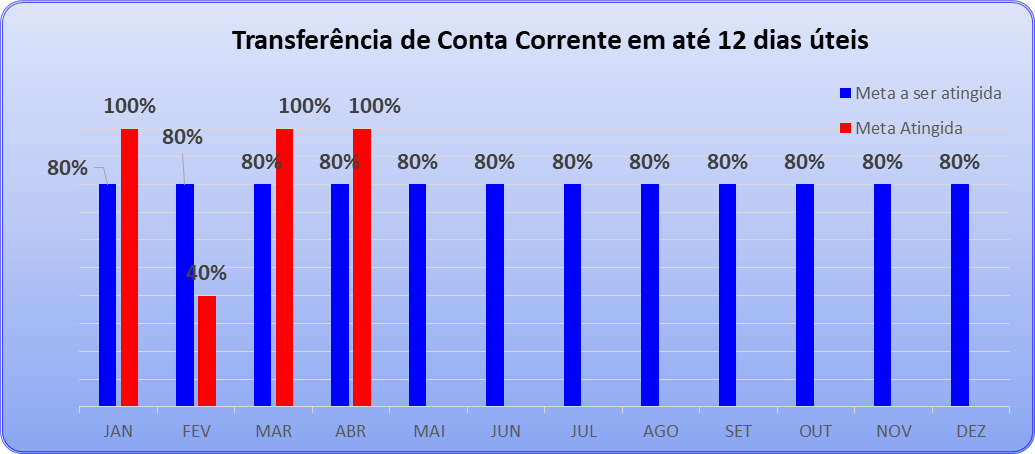 Transferência de Conta Corrente em até 12 dias úteis
Meta a ser atingida
Meta Atingida
100%
100%
100%
80%
80%
80%
80%
80%
80%
80%
80%
80%
80%
80%
80%
40%
JAN
FEV
MAR
ABR
MAI
JUN
JUL
AGO
SET
OUT
NOV
DEZ